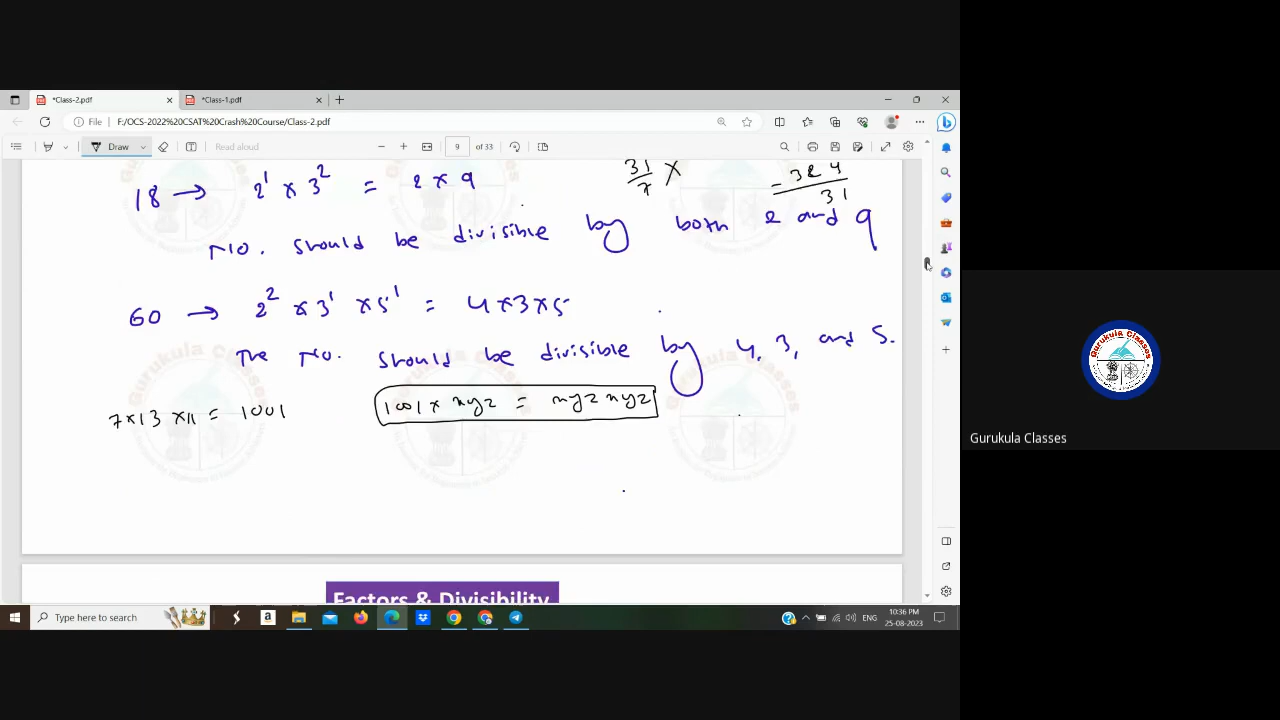 *Class-2.pdf
*Class-1.pdf
File F:/OCS-2022%20CSAT%20Crash%20Course/Class-2.pdf
Draw Read aloud 9 of 33
31/7 X = 324/31
18 → 2¹ × 3² = 2 × 9
No. should be divisible by both 2 and 9
60 → 2² × 3¹ × 5¹ = 4 × 3 × 5
The No. should be divisible by 4, 3, and 5.
7 × 13 × 11 = 1001
1001 × xyz = xyz xyz
Factors & Divisibility
Gurukula Classes
Gurukula Classes
Type here to search
ENG
10:36 PM
25-08-2023